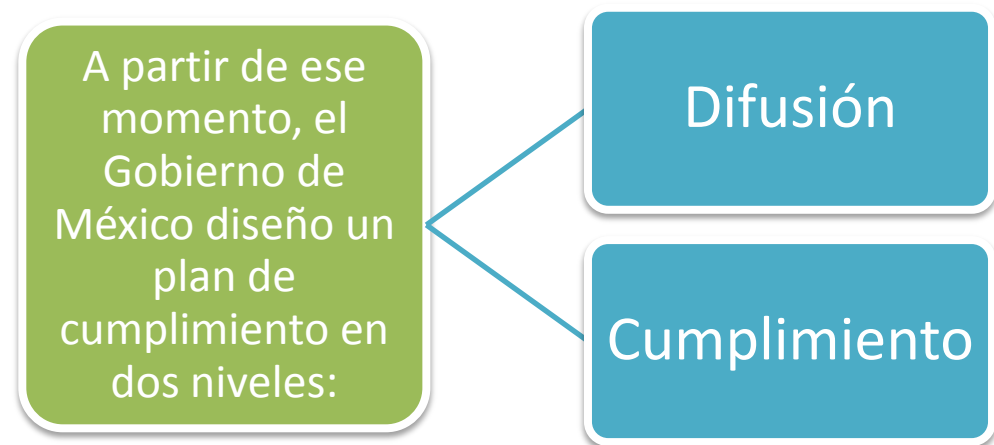 A partir de ese
momento, el
Gobierno de
México diseño un
plan de
cumplimiento en
dos niveles:
Difusión
Cumplimiento